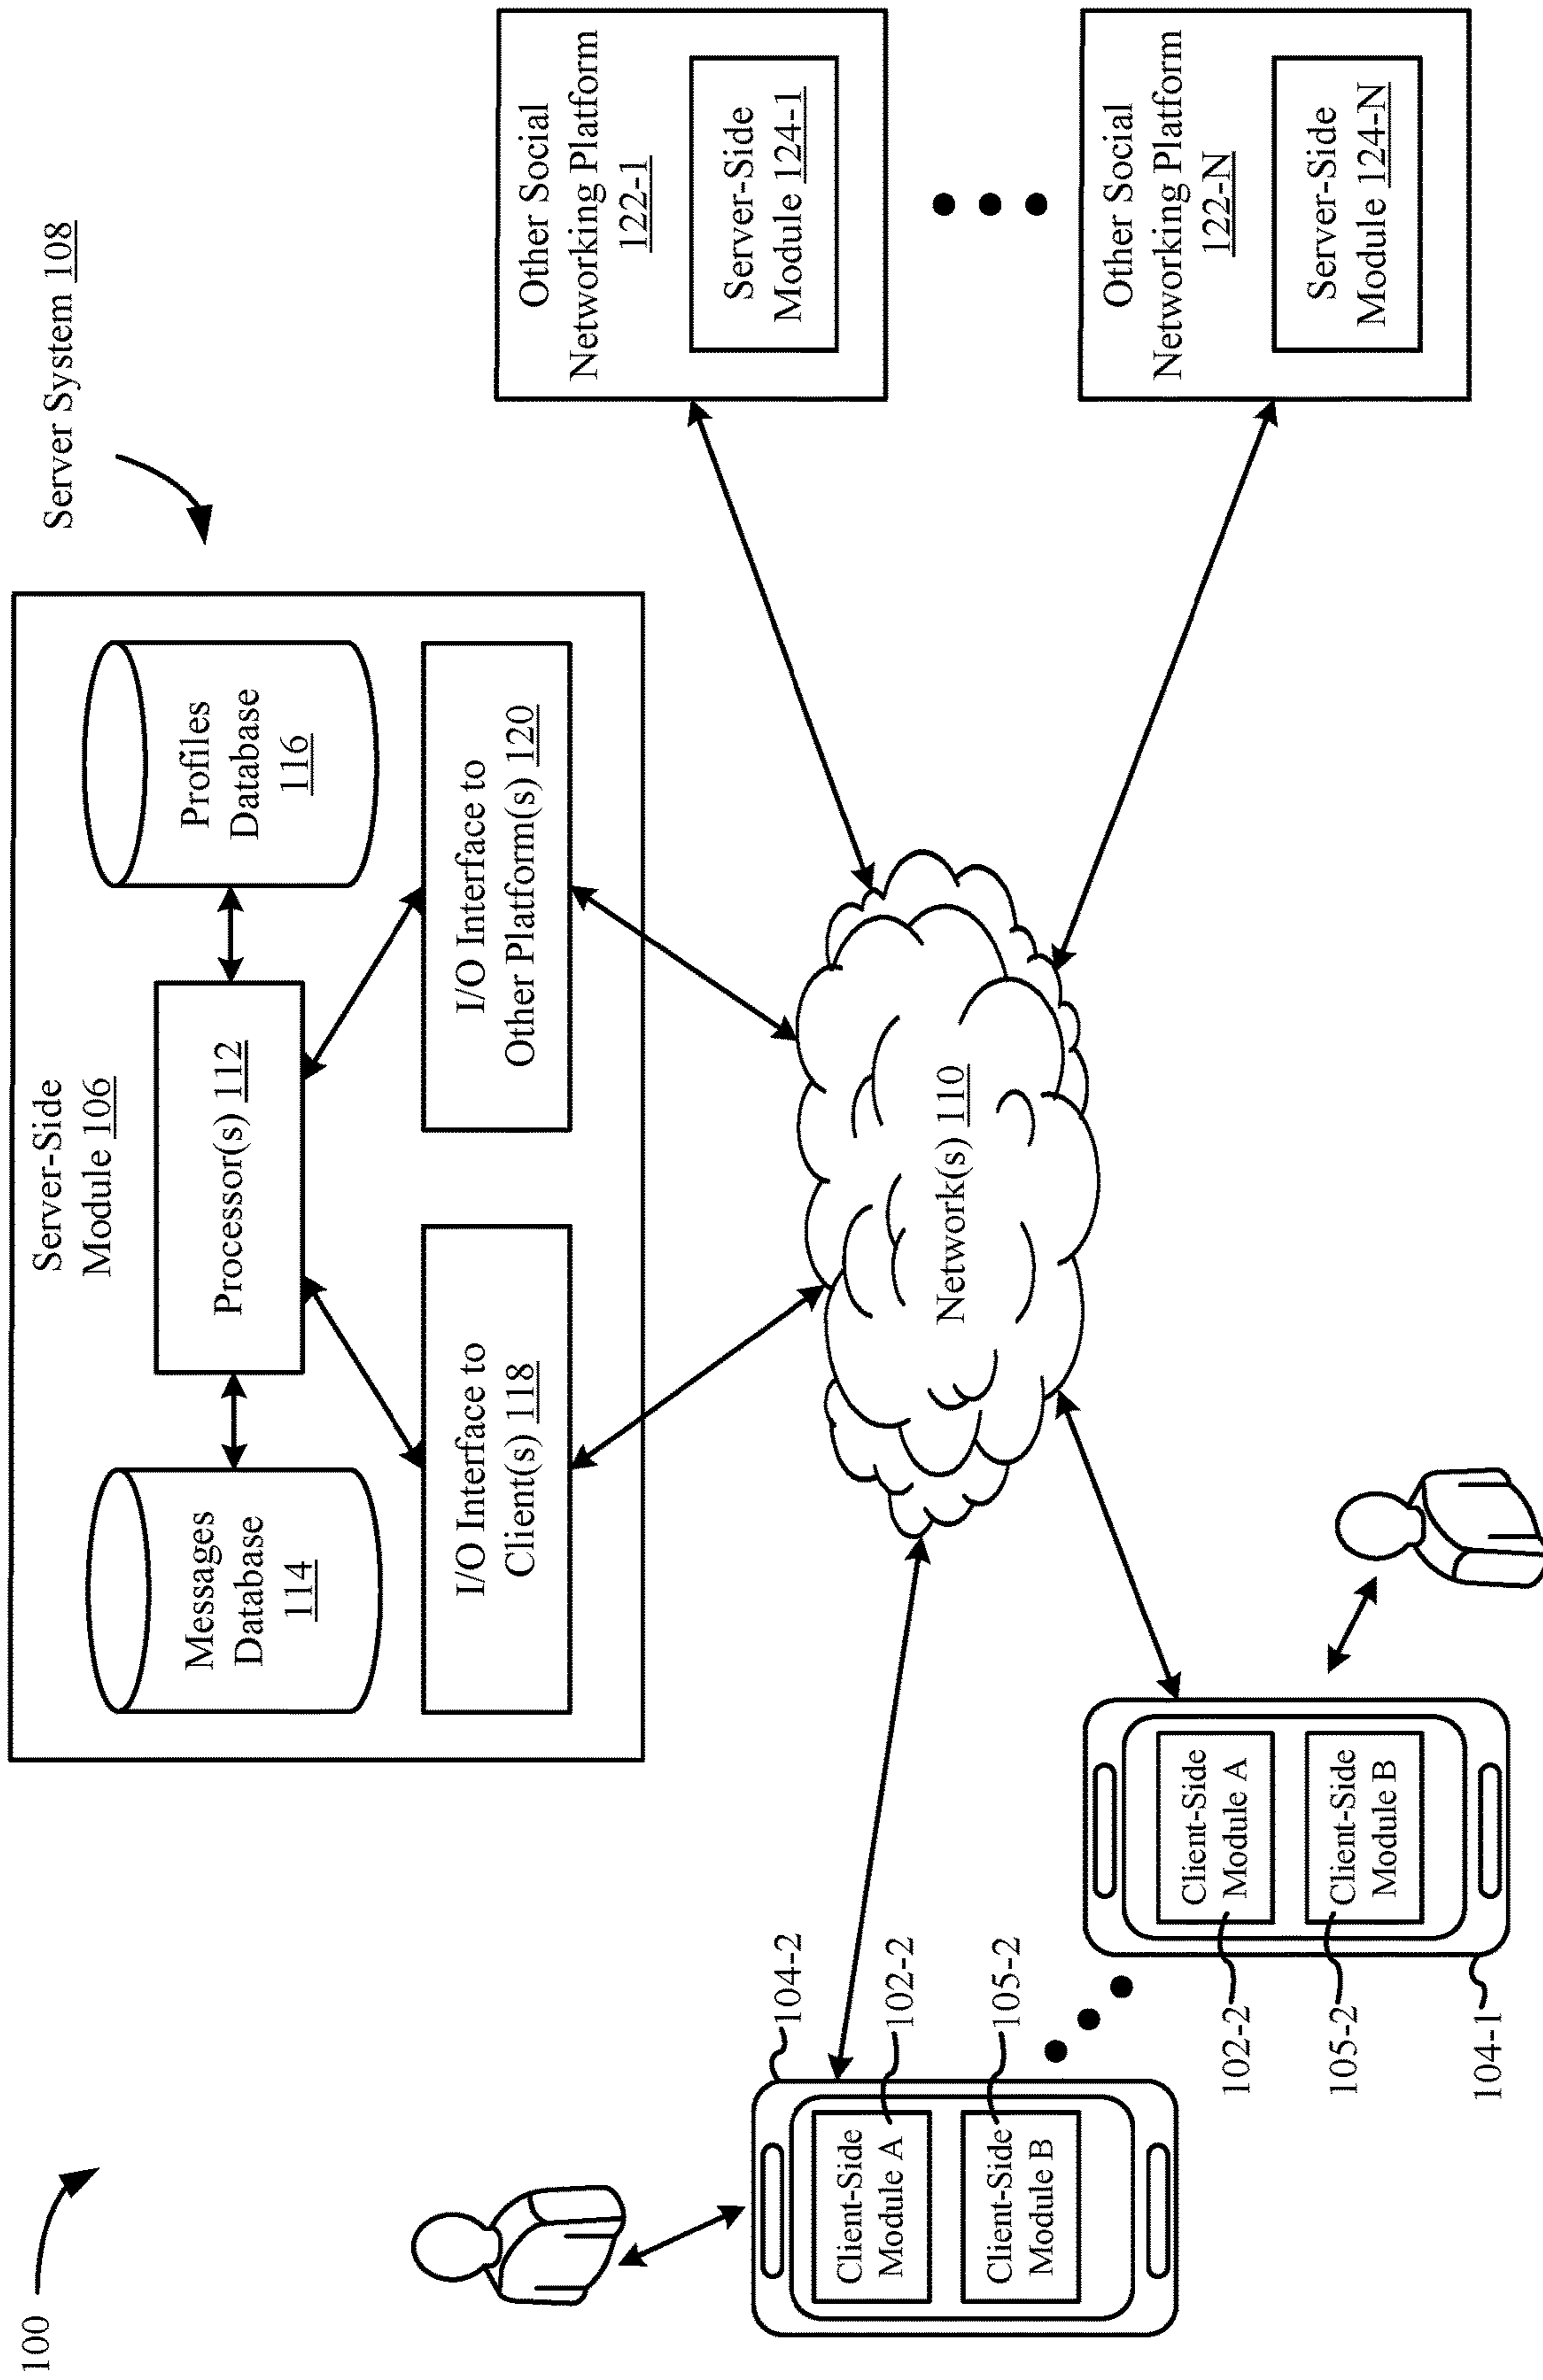 100
Server System 108
Server-Side
Module 106
Messages
Database
114
Processor(s) 112
Profiles
Database
116
I/O Interface to
Client(s) 118
I/O Interface to
Other Platform(s) 120
Other Social
Networking Platform
122-1
Server-Side
Module 124-1
Network(s) 110
Other Social
Networking Platform
122-N
Server-Side
Module 124-N
104-2
Client-Side
Module A
102-2
Client-Side
Module B
105-2
Client-Side
Module A
102-2
Client-Side
Module B
105-2
104-1